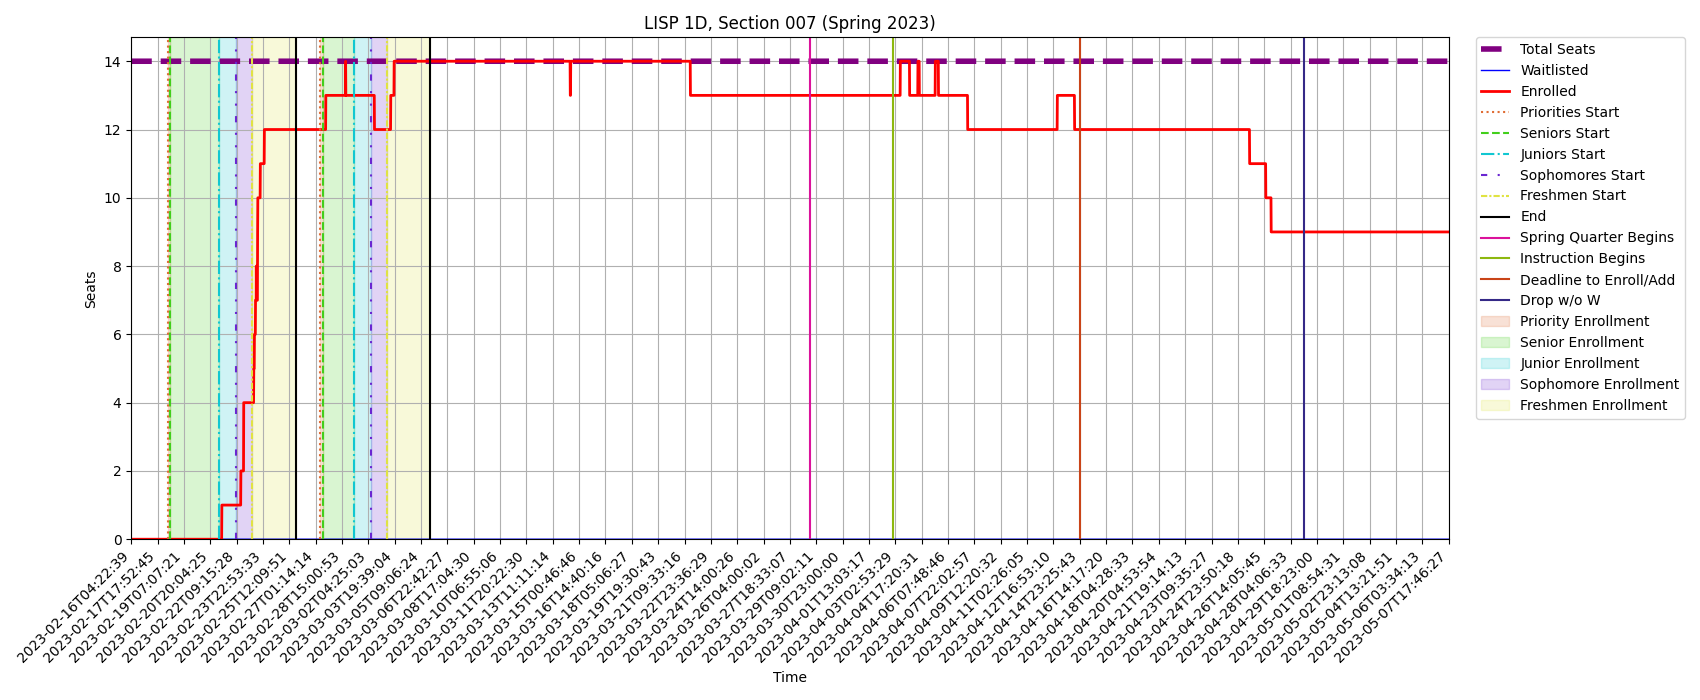 LISP 1D, Section 007 (Spring 2023)
Total Seats
Waitlisted
Enrolled
Priorities Start
Seniors Start
Juniors Start
Sophomores Start
Freshmen Start
End
Spring Quarter Begins
Instruction Begins
Deadline to Enroll/Add
Drop w/o W
Priority Enrollment
Senior Enrollment
Junior Enrollment
Sophomore Enrollment
Freshmen Enrollment
Seats
14
12
10
8
6
4
2
0
2023-02-16T04:22:39
2023-02-17T17:52:45
2023-02-19T07:07:21
2023-02-20T20:04:25
2023-02-22T09:15:28
2023-02-23T22:53:33
2023-02-25T12:09:51
2023-02-27T01:14:14
2023-02-28T15:00:53
2023-03-02T04:25:03
2023-03-03T19:39:04
2023-03-05T09:06:24
2023-03-06T22:42:27
2023-03-08T17:04:30
2023-03-10T06:55:06
2023-03-11T20:22:30
2023-03-13T11:11:14
2023-03-15T00:46:46
2023-03-16T14:40:16
2023-03-18T05:06:27
2023-03-19T19:30:43
2023-03-21T09:33:16
2023-03-22T23:36:29
2023-03-24T14:00:26
2023-03-26T04:00:02
2023-03-27T18:33:07
2023-03-29T09:02:11
2023-03-30T23:00:00
2023-04-01T13:03:17
2023-04-03T02:53:29
2023-04-04T17:20:31
2023-04-06T07:48:46
2023-04-07T22:02:57
2023-04-09T12:20:32
2023-04-11T02:26:05
2023-04-12T16:53:10
2023-04-14T23:25:43
2023-04-16T14:17:20
2023-04-18T04:28:33
2023-04-20T04:53:54
2023-04-21T19:14:13
2023-04-23T09:35:27
2023-04-24T23:50:18
2023-04-26T14:05:45
2023-04-28T04:06:33
2023-04-29T18:23:00
2023-05-01T08:54:31
2023-05-02T23:13:08
2023-05-04T13:21:51
2023-05-06T03:34:13
2023-05-07T17:46:27
Time